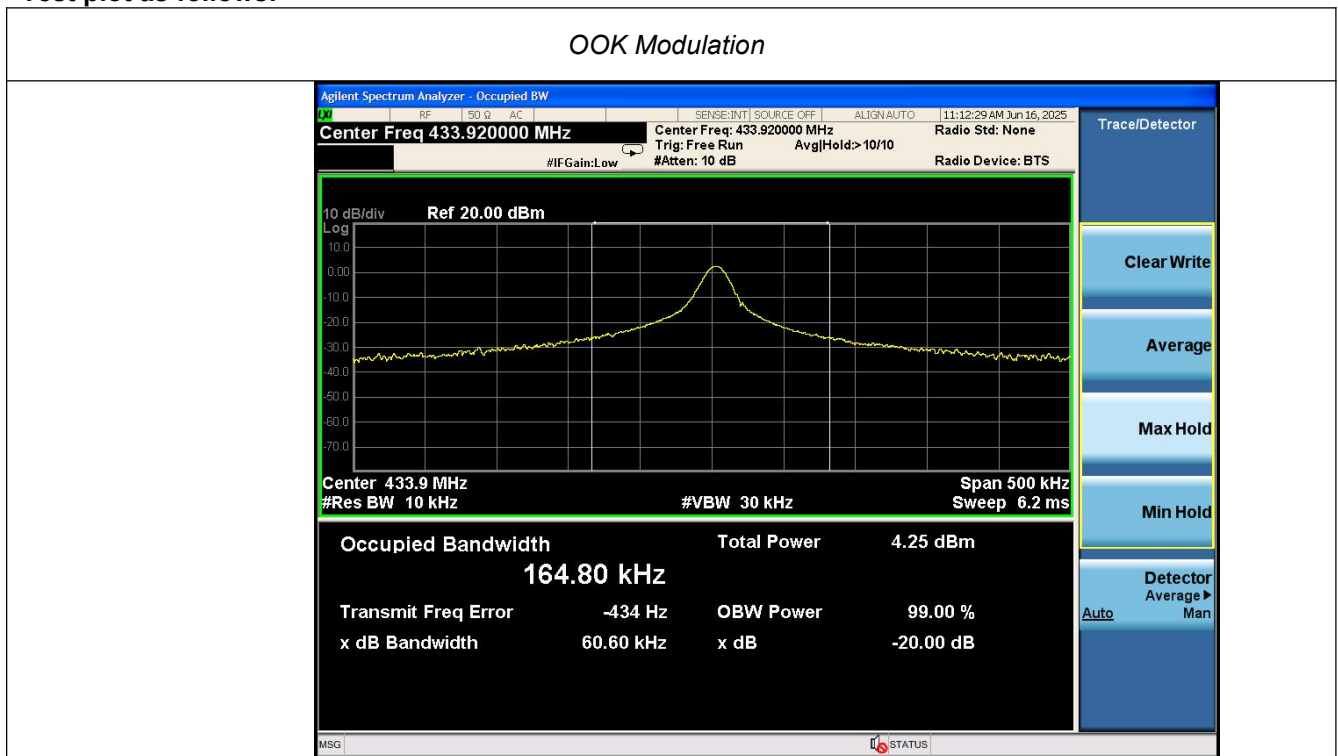 Test plot as follows:
OOK Modulation
Agilent Spectrum Analyzer - Occupied BW
LXI RF 50 Ω AC SENSE:INT SOURCE OFF ALIGN AUTO 11:12:29 AM Jun 16, 2025
Center Freq 433.920000 MHz
Center Freq: 433.920000 MHz
Radio Std: None
Trig: Free Run Avg|Hold:> 10/10
#IFGain:Low
#Atten: 10 dB
Radio Device: BTS
Trace/Detector
10 dB/div Ref 20.00 dBm
Log
10.0
0.00
-10.0
-20.0
-30.0
-40.0
-50.0
-60.0
-70.0
Center 433.9 MHz Span 500 kHz
#Res BW 10 kHz #VBW 30 kHz Sweep 6.2 ms
Occupied Bandwidth
164.80 kHz
Total Power 4.25 dBm
Transmit Freq Error -434 Hz OBW Power 99.00 %
x dB Bandwidth 60.60 kHz x dB -20.00 dB
Clear Write
Average
Max Hold
Min Hold
Detector
Average
Auto Man
MSG STATUS